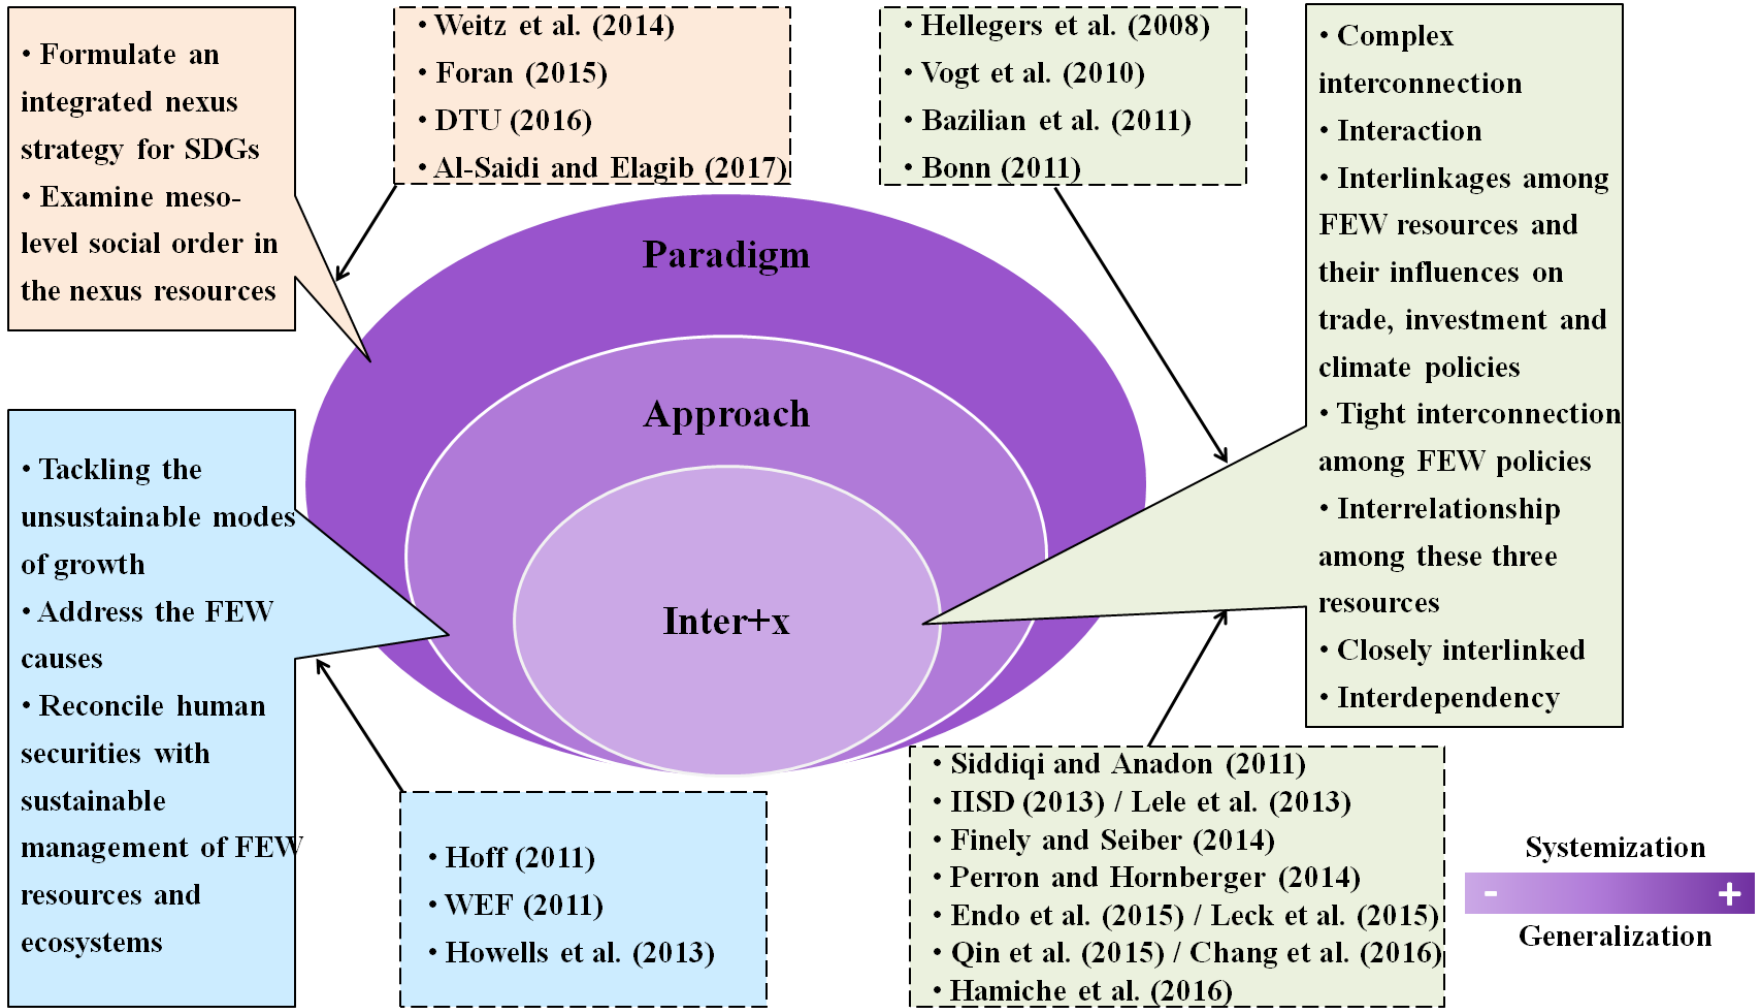 • Formulate an
integrated nexus
strategy for SDGs
• Examine meso-
level social order in
the nexus resources
• Weitz et al. (2014)
• Foran (2015)
• DTU (2016)
• Al-Saidi and Elagib (2017)
• Hellegers et al. (2008)
• Vogt et al. (2010)
• Bazilian et al. (2011)
• Bonn (2011)
• Complex
interconnection
• Interaction
• Interlinkages among
FEW resources and
their influences on
trade, investment and
climate policies
• Tight interconnection
among FEW policies
• Interrelationship
among these three
resources
• Closely interlinked
• Interdependency
Paradigm
Approach
Inter+x
• Tackling the
unsustainable modes
of growth
• Address the FEW
causes
• Reconcile human
securities with
sustainable
management of FEW
resources and
ecosystems
• Hoff (2011)
• WEF (2011)
• Howells et al. (2013)
• Siddiqi and Anadon (2011)
• IISD (2013) / Lele et al. (2013)
• Finely and Seiber (2014)
• Perron and Hornberger (2014)
• Endo et al. (2015) / Leck et al. (2015)
• Qin et al. (2015) / Chang et al. (2016)
• Hamiche et al. (2016)
Systemization
- +
Generalization